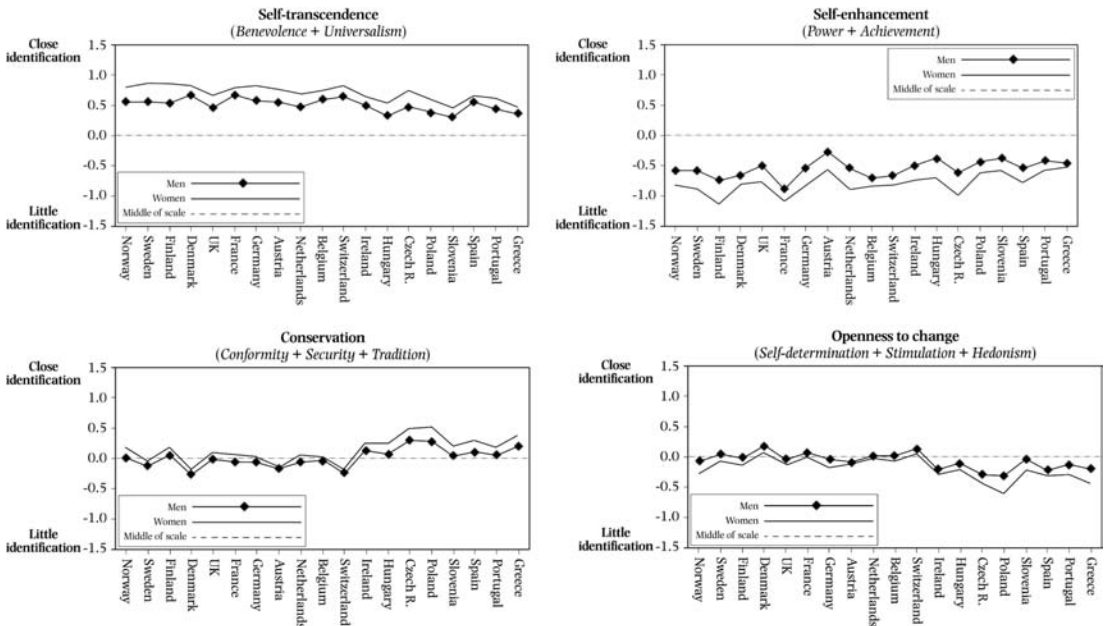 Self-transcendence
(Benevolence + Universalism)
Close identification
1.5
1.0
0.5
0.0
-0.5
-1.0
Little identification
-1.5
Men
Women
Middle of scale
Norway
Sweden
Finland
Denmark
UK
France
Germany
Austria
Netherlands
Belgium
Switzerland
Ireland
Hungary
Czech R.
Poland
Slovenia
Spain
Portugal
Greece
Self-enhancement
(Power + Achievement)
Close identification
1.5
1.0
0.5
0.0
-0.5
-1.0
Little identification
-1.5
Men
Women
Middle of scale
Norway
Sweden
Finland
Denmark
UK
France
Germany
Austria
Netherlands
Belgium
Switzerland
Ireland
Hungary
Czech R.
Poland
Slovenia
Spain
Portugal
Greece
Conservation
(Conformity + Security + Tradition)
Close identification
1.5
1.0
0.5
0.0
-0.5
-1.0
Little identification
-1.5
Men
Women
Middle of scale
Norway
Sweden
Finland
Denmark
UK
France
Germany
Austria
Netherlands
Belgium
Switzerland
Ireland
Hungary
Czech R.
Poland
Slovenia
Spain
Portugal
Greece
Openness to change
(Self-determination + Stimulation + Hedonism)
Close identification
1.5
1.0
0.5
0.0
-0.5
-1.0
Little identification
-1.5
Men
Women
Middle of scale
Norway
Sweden
Finland
Denmark
UK
France
Germany
Austria
Netherlands
Belgium
Switzerland
Ireland
Hungary
Czech R.
Poland
Slovenia
Spain
Portugal
Greece